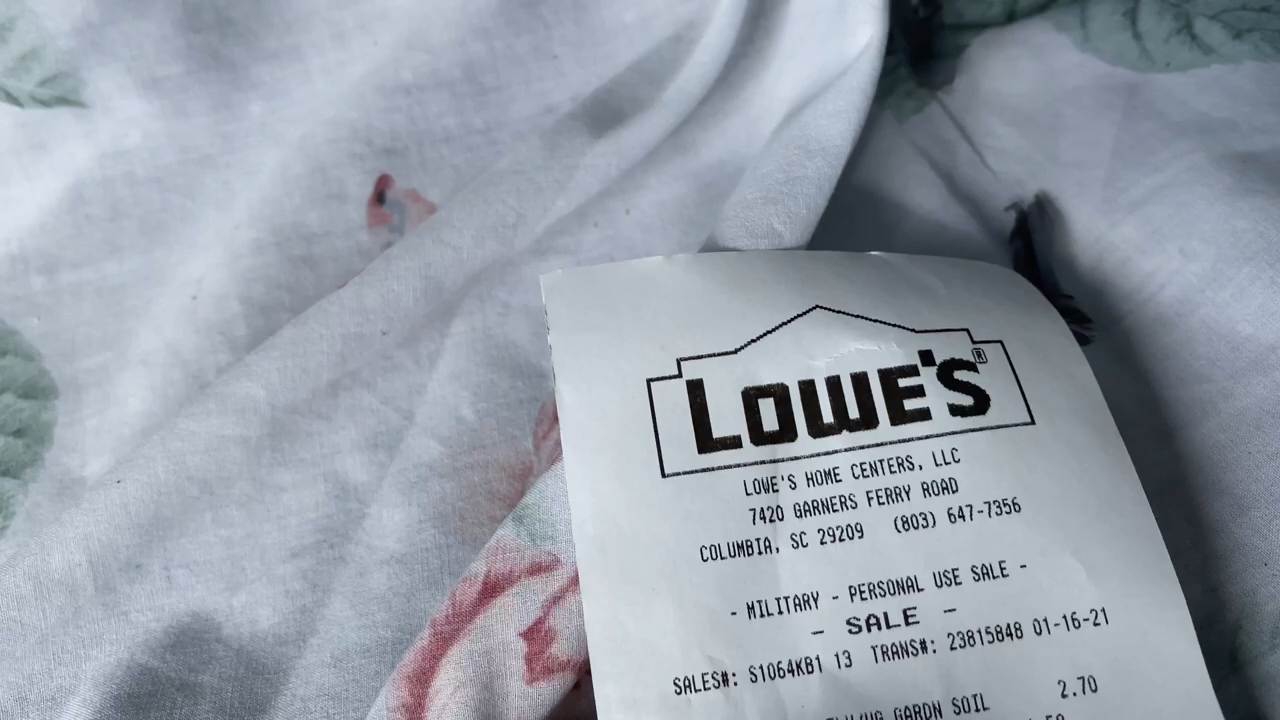 LOWE'S®
LOWE'S HOME CENTERS, LLC
7420 GARNERS FERRY ROAD
COLUMBIA, SC 29209 (803) 647-7356
- MILITARY - PERSONAL USE SALE -
- SALE -
SALES#: S1064KB1 13 TRANS#: 23815848 01-16-21
GARDN SOIL 2.70